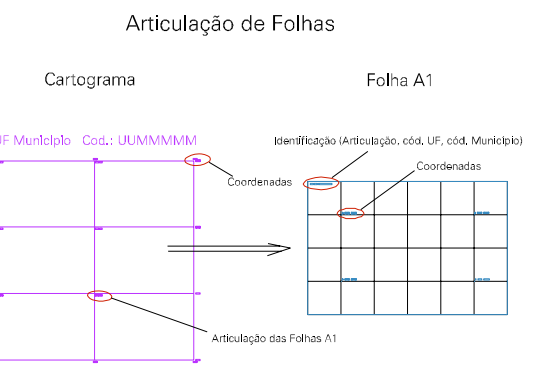 Articulação de Folhas
Cartograma
Folha A1
UF Município Cod.: UUMMMMM
Identificação (Articulação, cód, UF, cód, Município)
Coordenadas
Coordenadas
Articulação das Folhas A1